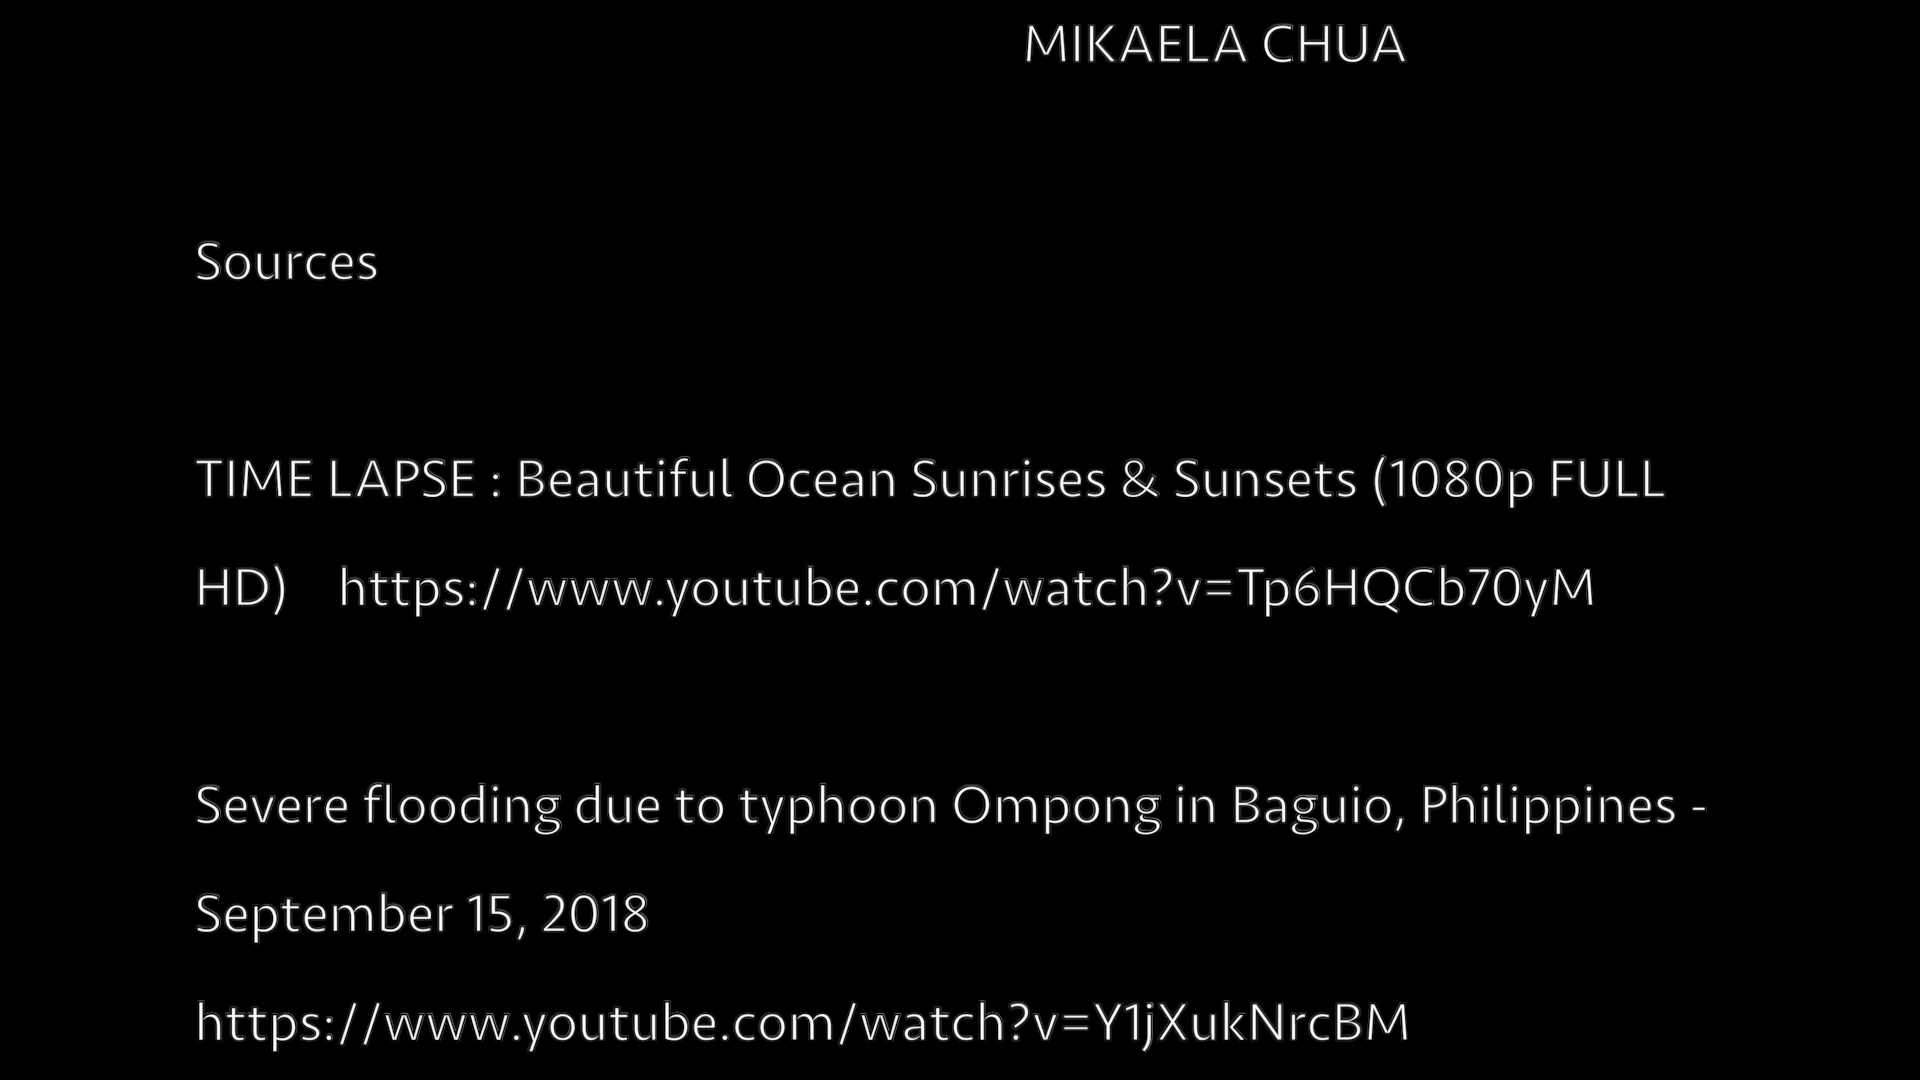 MIKAELA CHUA
Sources
TIME LAPSE : Beautiful Ocean Sunrises & Sunsets (1080p FULL
HD) https://www.youtube.com/watch?v=Tp6HQCb70yM
Severe flooding due to typhoon Ompong in Baguio, Philippines -
September 15, 2018
https://www.youtube.com/watch?v=Y1jXukNrcBM